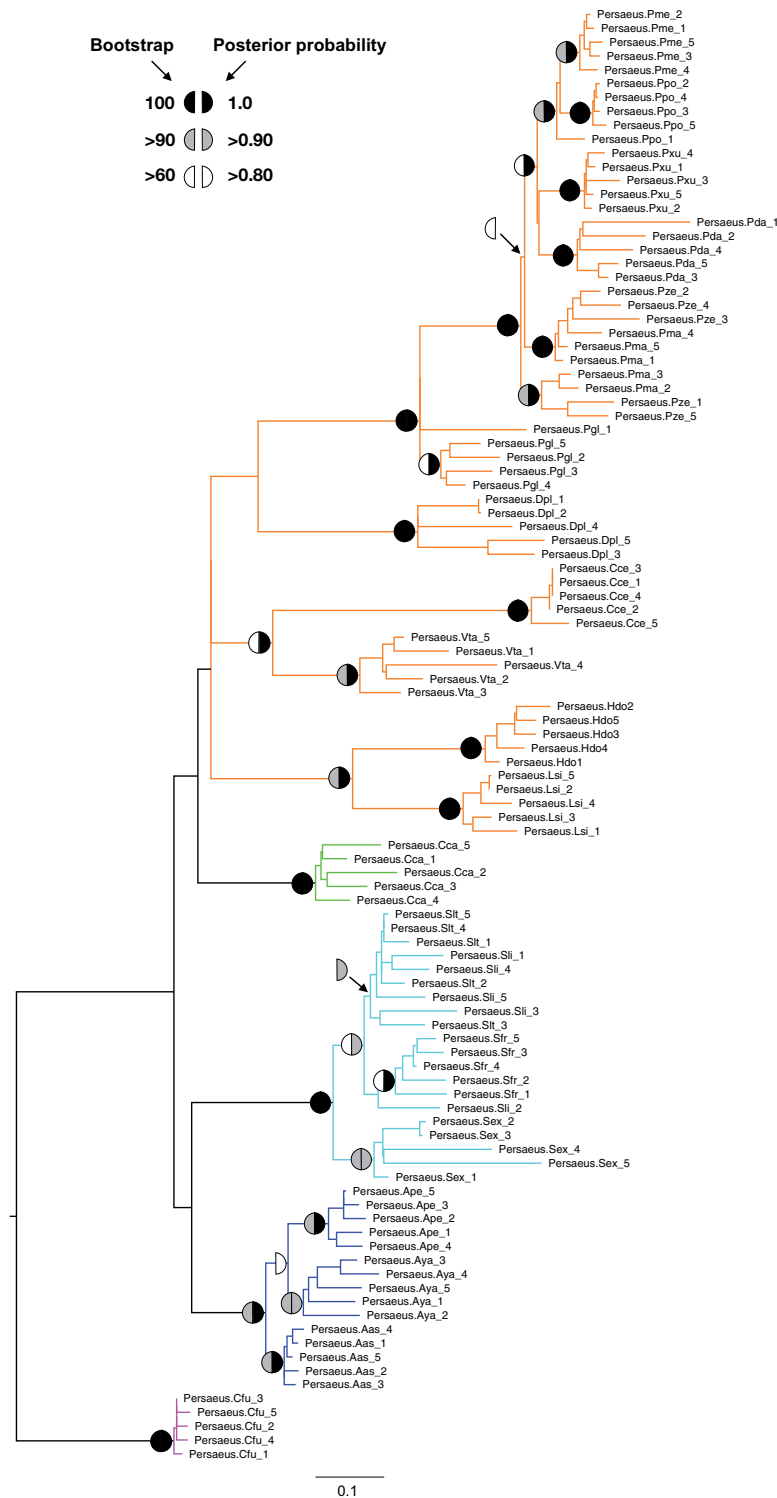 Bootstrap Posterior probability
100 1.0
>90 >0.90
>60 >0.80
Persaeus.Pme_2
Persaeus.Pme_1
Persaeus.Pme_5
Persaeus.Pme_3
Persaeus.Pme_4
Persaeus.Ppo_2
Persaeus.Ppo_4
Persaeus.Ppo_3
Persaeus.Ppo_5
Persaeus.Ppo_1
Persaeus.Pxu_4
Persaeus.Pxu_1
Persaeus.Pxu_3
Persaeus.Pxu_5
Persaeus.Pxu_2
Persaeus.Pda_1
Persaeus.Pda_2
Persaeus.Pda_4
Persaeus.Pda_5
Persaeus.Pda_3
Persaeus.Pze_2
Persaeus.Pze_4
Persaeus.Pze_3
Persaeus.Pma_4
Persaeus.Pma_5
Persaeus.Pma_1
Persaeus.Pma_3
Persaeus.Pma_2
Persaeus.Pze_1
Persaeus.Pze_5
Persaeus.Pgl_1
Persaeus.Pgl_5
Persaeus.Pgl_2
Persaeus.Pgl_3
Persaeus.Pgl_4
Persaeus.Dpl_1
Persaeus.Dpl_2
Persaeus.Dpl_4
Persaeus.Dpl_5
Persaeus.Dpl_3
Persaeus.Cce_3
Persaeus.Cce_1
Persaeus.Cce_4
Persaeus.Cce_2
Persaeus.Cce_5
Persaeus.Vta_5
Persaeus.Vta_1
Persaeus.Vta_4
Persaeus.Vta_2
Persaeus.Vta_3
Persaeus.Hdo2
Persaeus.Hdo5
Persaeus.Hdo3
Persaeus.Hdo4
Persaeus.Hdo1
Persaeus.Lsi_5
Persaeus.Lsi_2
Persaeus.Lsi_4
Persaeus.Lsi_3
Persaeus.Lsi_1
Persaeus.Cca_5
Persaeus.Cca_1
Persaeus.Cca_2
Persaeus.Cca_3
Persaeus.Cca_4
Persaeus.Slt_5
Persaeus.Slt_4
Persaeus.Slt_1
Persaeus.Sli_1
Persaeus.Sli_4
Persaeus.Slt_2
Persaeus.Sli_5
Persaeus.Sli_3
Persaeus.Slt_3
Persaeus.Sfr_5
Persaeus.Sfr_3
Persaeus.Sfr_4
Persaeus.Sfr_2
Persaeus.Sfr_1
Persaeus.Sli_2
Persaeus.Sex_2
Persaeus.Sex_3
Persaeus.Sex_4
Persaeus.Sex_5
Persaeus.Sex_1
Persaeus.Ape_5
Persaeus.Ape_3
Persaeus.Ape_2
Persaeus.Ape_1
Persaeus.Ape_4
Persaeus.Aya_3
Persaeus.Aya_4
Persaeus.Aya_5
Persaeus.Aya_1
Persaeus.Aya_2
Persaeus.Aas_4
Persaeus.Aas_1
Persaeus.Aas_5
Persaeus.Aas_2
Persaeus.Aas_3
Persaeus.Cfu_3
Persaeus.Cfu_5
Persaeus.Cfu_2
Persaeus.Cfu_4
Persaeus.Cfu_1
0.1